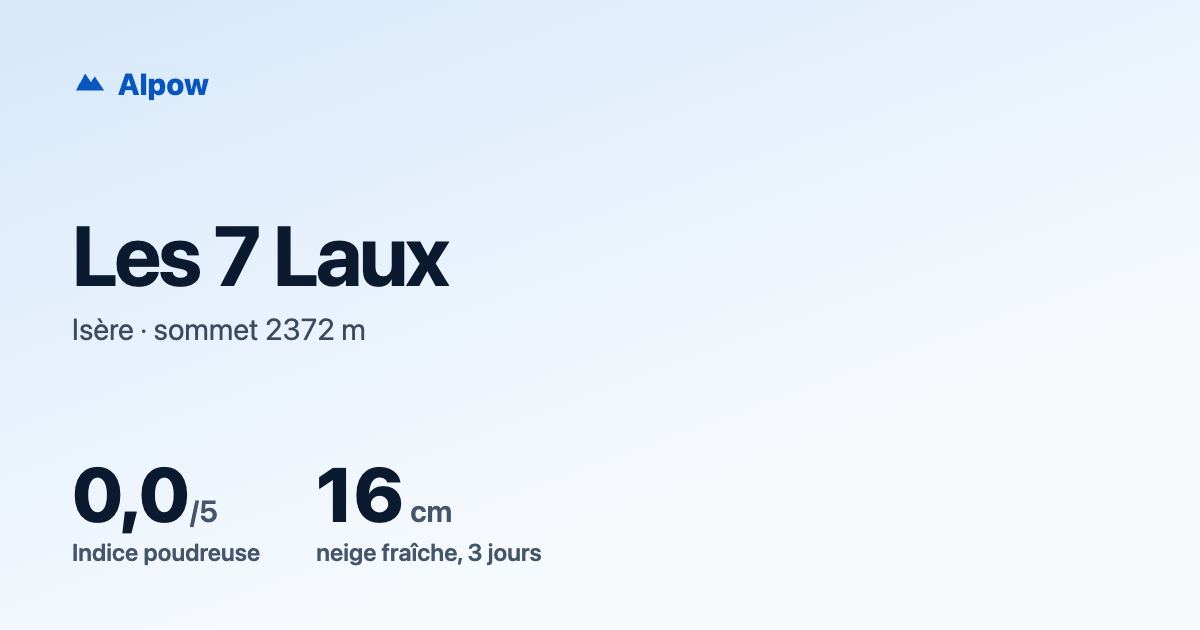 Alpow
Les 7 Laux
Isère · sommet 2372 m
0,0/5
Indice poudreuse
16 cm
neige fraîche, 3 jours